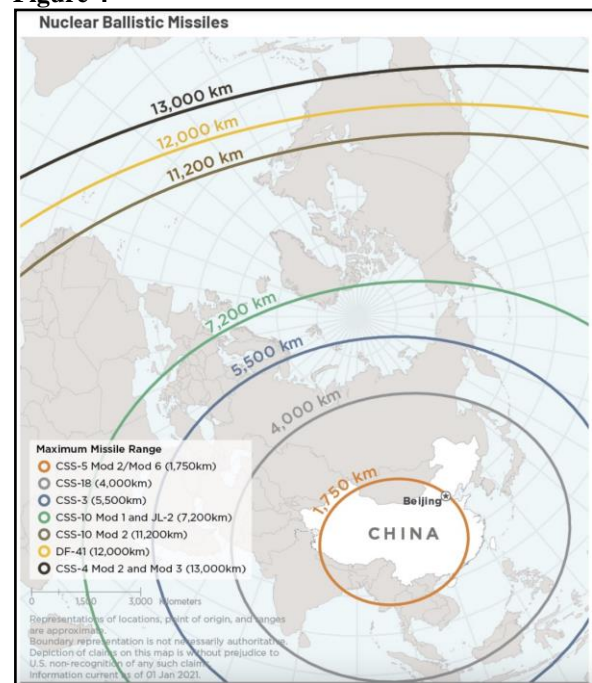 Nuclear Ballistic Missiles
13,000 km
12,000 km
11,200 km
7,200 km
5,500 km
4,000 km
1,750 km
Beijing
CHINA
Maximum Missile Range
CSS-5 Mod 2/Mod 6 (1,750km)
CSS-18 (4,000km)
CSS-3 (5,500km)
CSS-10 Mod 1 and JL-2 (7,200km)
CSS-10 Mod 2 (11,200km)
DF-41 (12,000km)
CSS-4 Mod 2 and Mod 3 (13,000km)
0 1,500 3,000 Kilometers
Representations of locations, point of origin, and ranges
are approximate.
Boundary representation is not necessarily authoritative.
Depiction of claims on this map is without prejudice to
U.S. non-recognition of any such claims.
Information current as of 01 Jan 2021.